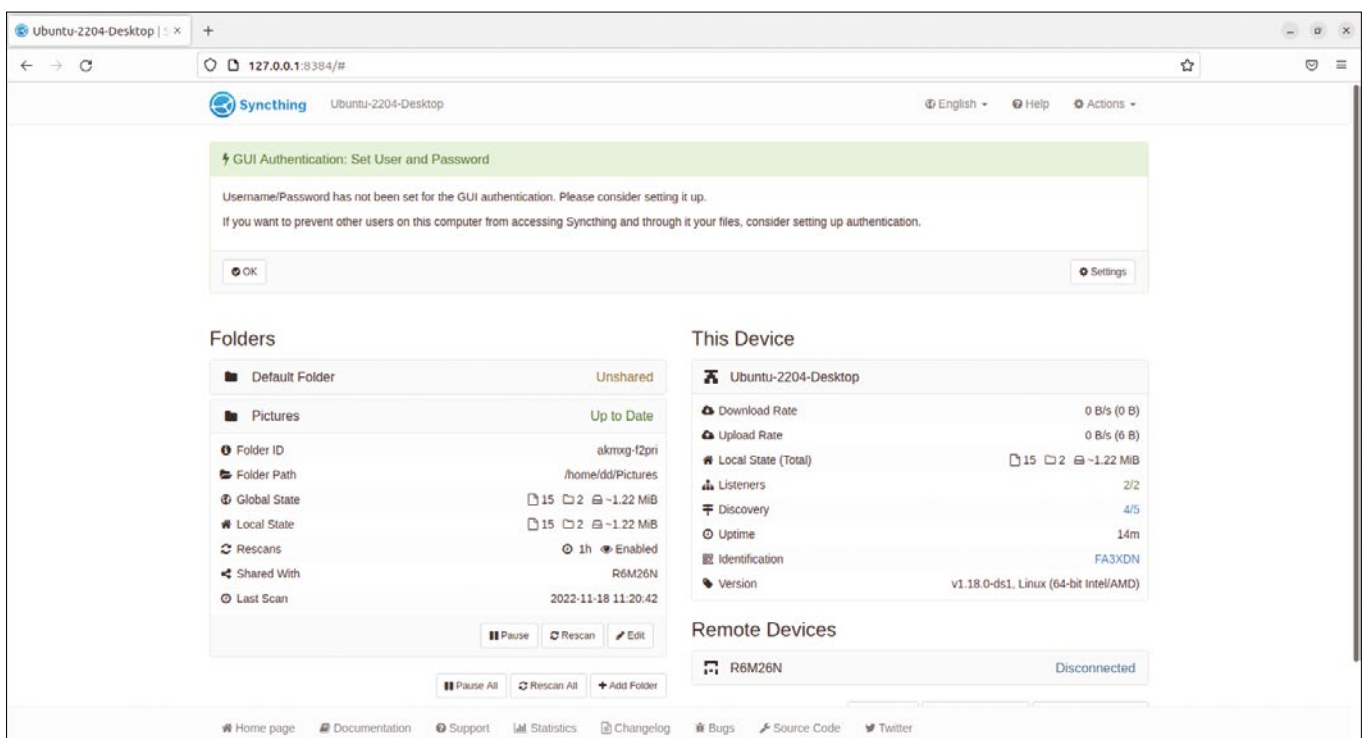 Ubuntu-2204-Desktop | S
127.0.0.1:8384/#
Syncthing Ubuntu-2204-Desktop English Help Actions
GUI Authentication: Set User and Password
Username/Password has not been set for the GUI authentication. Please consider setting it up.
If you want to prevent other users on this computer from accessing Syncthing and through it your files, consider setting up authentication.
OK Settings
Folders
Default Folder Unshared
Pictures Up to Date
Folder ID akmxg-f2pri
Folder Path /home/dd/Pictures
Global State 15 2 ~1.22 MiB
Local State 15 2 ~1.22 MiB
Rescans 1h Enabled
Shared With R6M26N
Last Scan 2022-11-18 11:20:42
Pause Rescan Edit
Pause All Rescan All + Add Folder
This Device
Ubuntu-2204-Desktop
Download Rate 0 B/s (0 B)
Upload Rate 0 B/s (6 B)
Local State (Total) 15 2 ~1.22 MiB
Listeners 2/2
Discovery 4/5
Uptime 14m
Identification FA3XDN
Version v1.18.0-ds1, Linux (64-bit Intel/AMD)
Remote Devices
R6M26N Disconnected
Home page Documentation Support Statistics Changelog Bugs Source Code Twitter